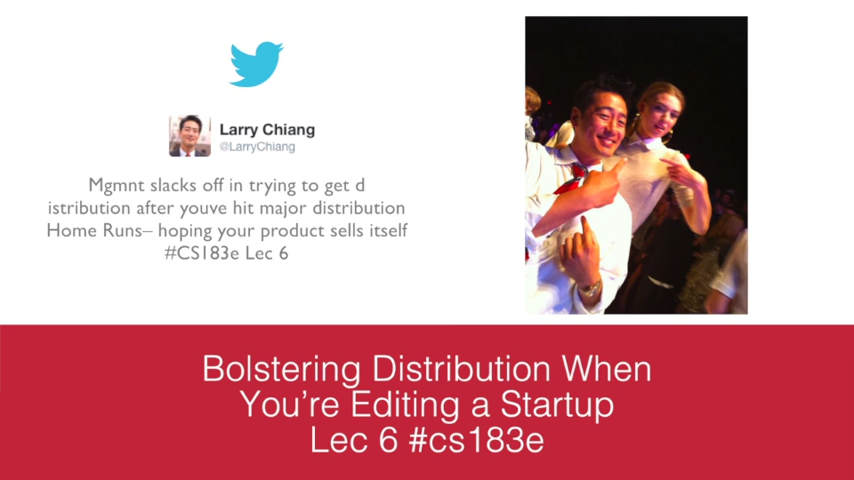 Larry Chiang
@LarryChiang
Mgmnt slacks off in trying to get d
istribution after youve hit major distribution
Home Runs– hoping your product sells itself
#CS183e Lec 6
Bolstering Distribution When
You’re Editing a Startup
Lec 6 #cs183e